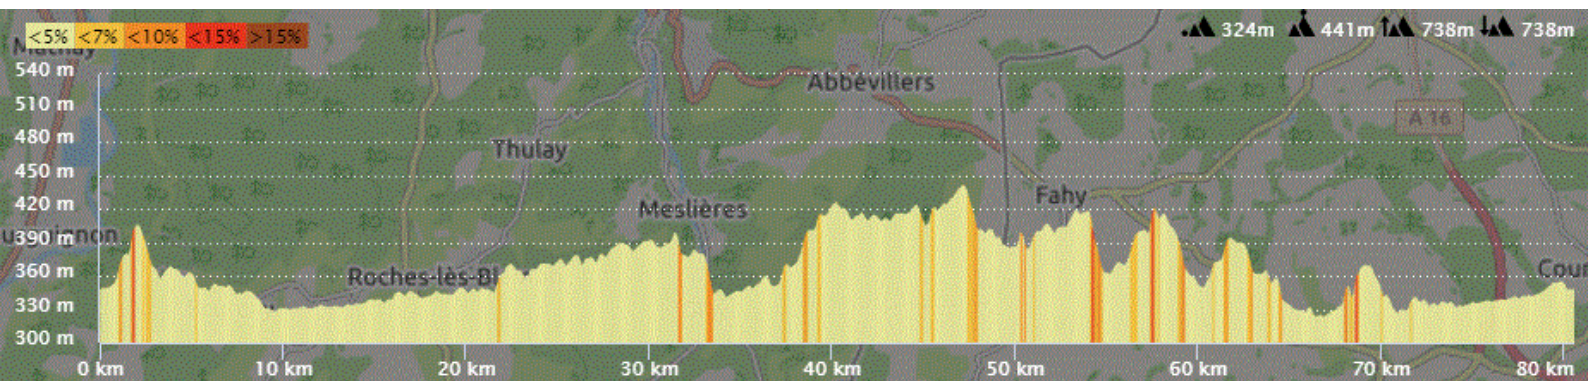 <5% <7% <10% <15% >15%
324m 441m 738m 738m
540 m
Abbévillers
510 m
A 16
480 m
Thulay
450 m
420 m
Meslières
Fahy
390 m
360 m
Roches-lès-Bl
Cour
330 m
300 m
0 km 10 km 20 km 30 km 40 km 50 km 60 km 70 km 80 km